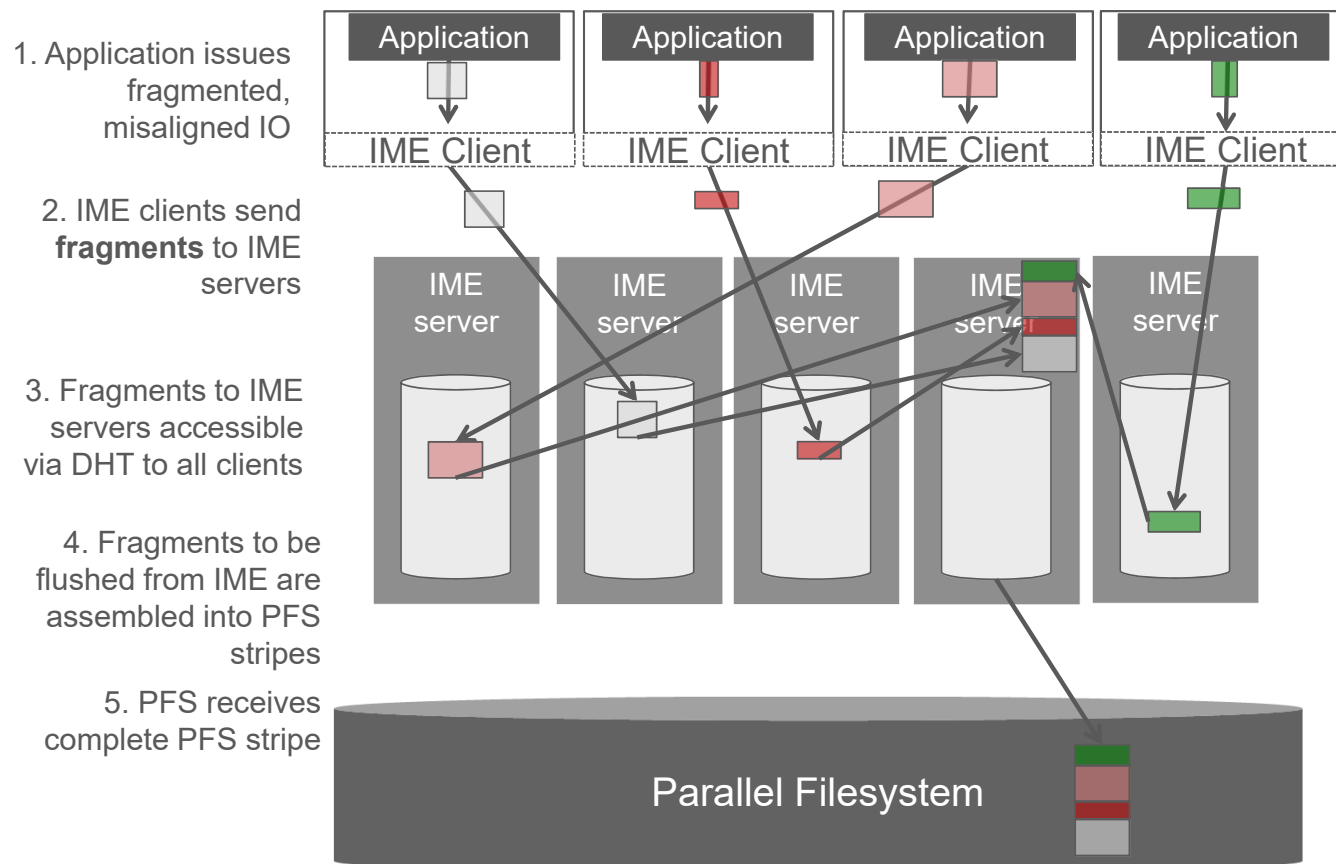 Application
Application
Application
Application
1. Application issues
fragmented,
misaligned IO
IME Client
IME Client
IME Client
IME Client
2. IME clients send
fragments to IME
servers
IME
server
IME
server
IME
server
IME
server
IME
server
3. Fragments to IME
servers accessible
via DHT to all clients
4. Fragments to be
flushed from IME are
assembled into PFS
stripes
5. PFS receives
complete PFS stripe
Parallel Filesystem